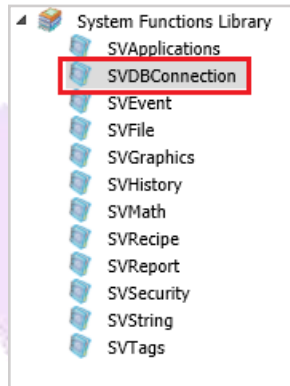 System Functions Library
SVApplications
SVDBConnection
SVEvent
SVFile
SVGraphics
SVHistory
SVMath
SVRecipe
SVReport
SVSecurity
SVString
SVTags